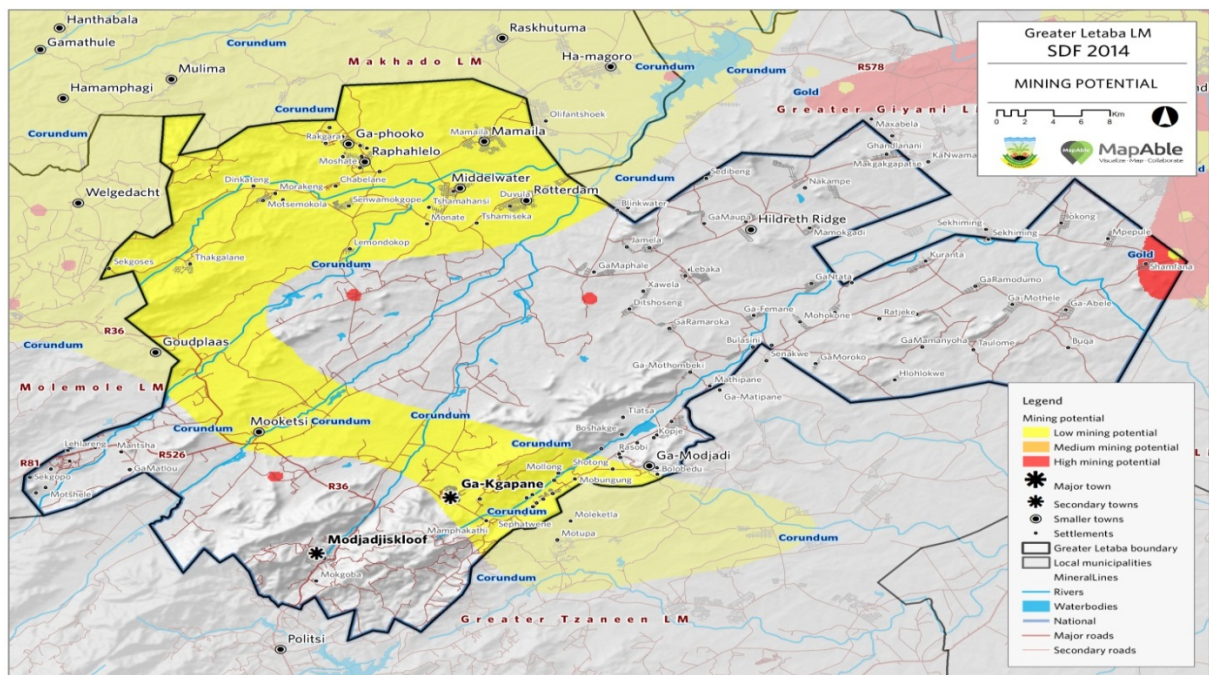 Greater Letaba LM
SDF 2014
MINING POTENTIAL
0 2 4 6 8 Km
MapAble
Visualize • Map • Collaborate
Hanthabala
Gamathule
Corundum
Mulima
Hamamphagi
Corundum
Welgedacht
Raskhutuma
Ha-magoro
Makhado LM
Corundum
Corundum
Corundum
Gold
R578
Greater Giyani L
Corundum
Olifantshoek
Rakgara
Ga-phooko
Raphahlelo
Moshate
Mamaila
Mamaila
Chabelane
Dinkateng
Morakeng
Motsemokola
Senwamokgope
Middelwater
Tshamahansi
Duvula
Rotterdam
Monate
Tshamiseka
Lemondokop
Sekgoses
Thakgalane
Corundum
Corundum
Maxabela
Ghandlanani
Makgakgapatse
KaNwama
Sedibeng
Nakampe
Blinkwater
GaMaupa
Hildreth Ridge
Mamokgadi
Jamela
GaMaphale
Lebaka
Xawela
Ditshoseng
GaRamaroka
Sekhiming
Sekhiming
Jokong
Mpepule
Gold
Shamfana
Kuranta
GaNtata
GaRamodumo
Ga-Mothele
Ga-Abele
Ga-Femane
Mohokone
Ratjeke
Bulasini
Senakwe
GaMamanyoha
Taulome
Buqa
GaMoroko
Hlohlokwe
Ga-Mothombeki
Mathipane
Ga-Matipane
R36
Goudplaas
Corundum
Molemole LM
Mooketsi
Corundum
Corundum
Corundum
Lehlareng
Mantsha
R526
R81
Sekgopo
GaMatlou
Motshele
R36
Tlatsa
Boshakge
Kopje
Rasobi
Corundum
Shotong
Mollong
Ga-Modjadji
Bolobedu
Mobungung
Ga-Kgapane
Corundum
Sephatwene
Mamphakathi
Moleketla
Motupa
Corundum
Modjadjiskloof
Mokgoba
Corundum
Greater Tzaneen LM
Politsi
Legend
Mining potential
Low mining potential
Medium mining potential
High mining potential
Major town
Secondary towns
Smaller towns
Settlements
Greater Letaba boundary
Local municipalities
MineralLines
Rivers
Waterbodies
National
Major roads
Secondary roads